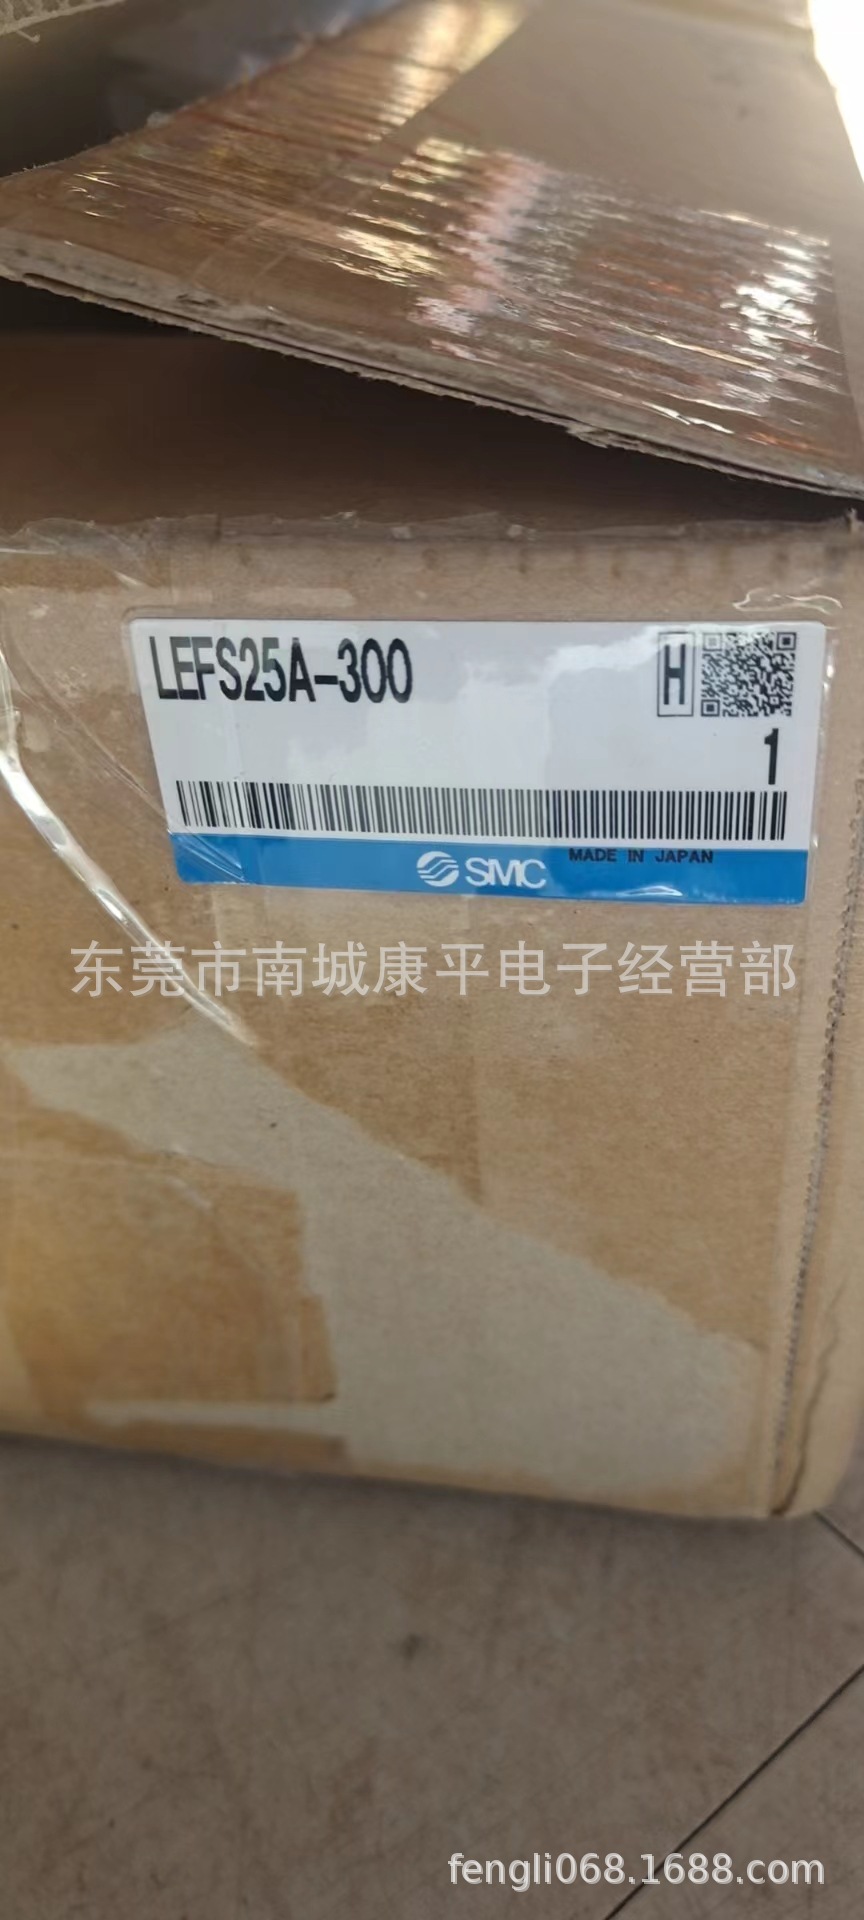 LEFS25A-300
H
1
MADE IN JAPAN
SMC
东莞市南城康平电子经营部
fengli068.1688.com